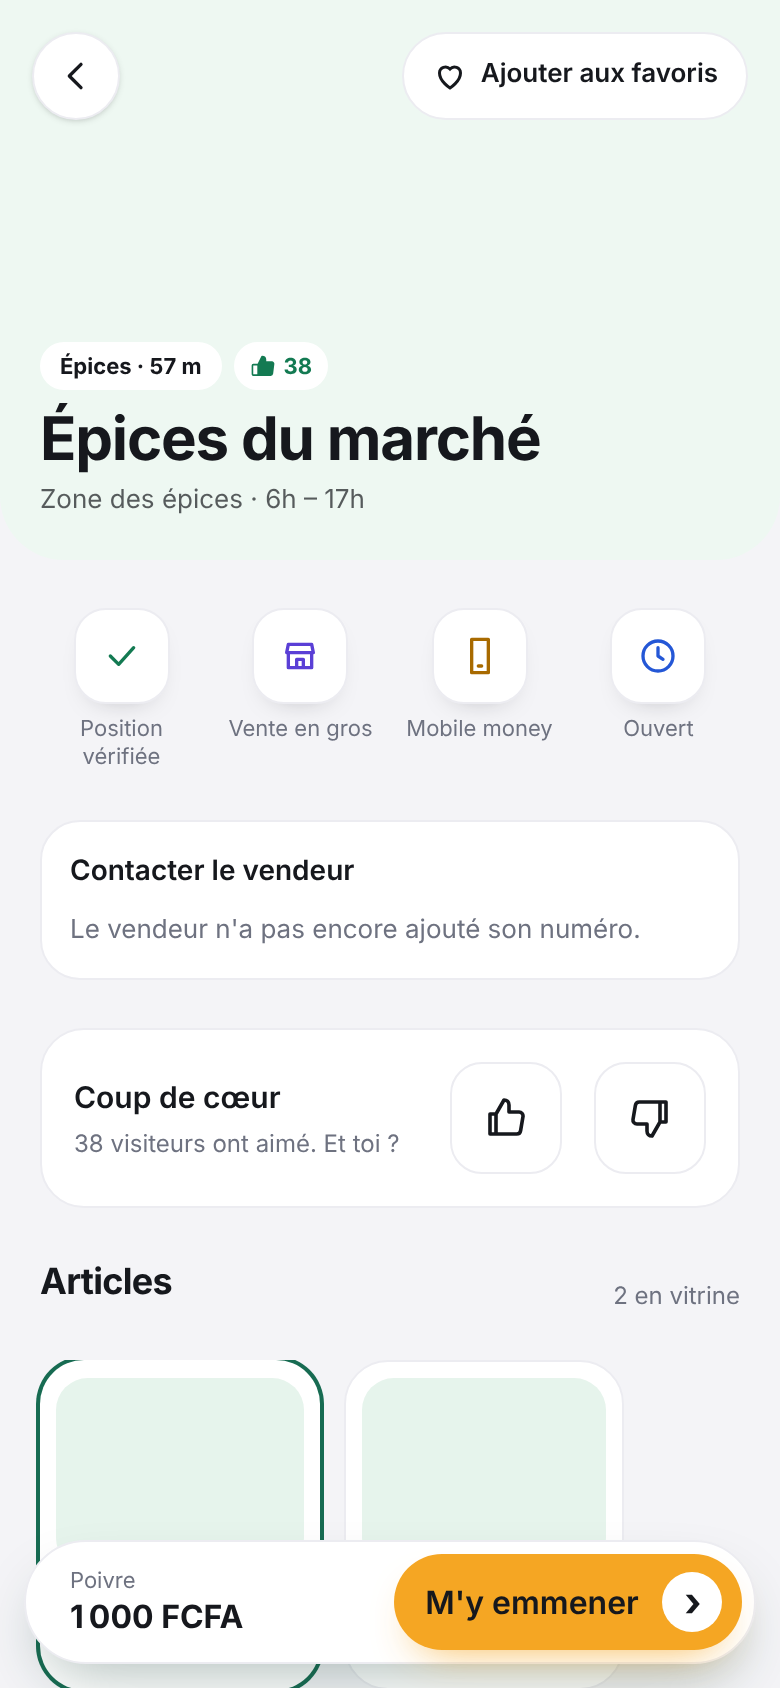 Ajouter aux favoris
Épices · 57 m
38
Épices du marché
Zone des épices · 6h – 17h
Position
vérifiée
Vente en gros
Mobile money
Ouvert
Contacter le vendeur
Le vendeur n'a pas encore ajouté son numéro.
Coup de cœur
38 visiteurs ont aimé. Et toi ?
Articles
2 en vitrine
Poivre
1 000 FCFA
M'y emmener